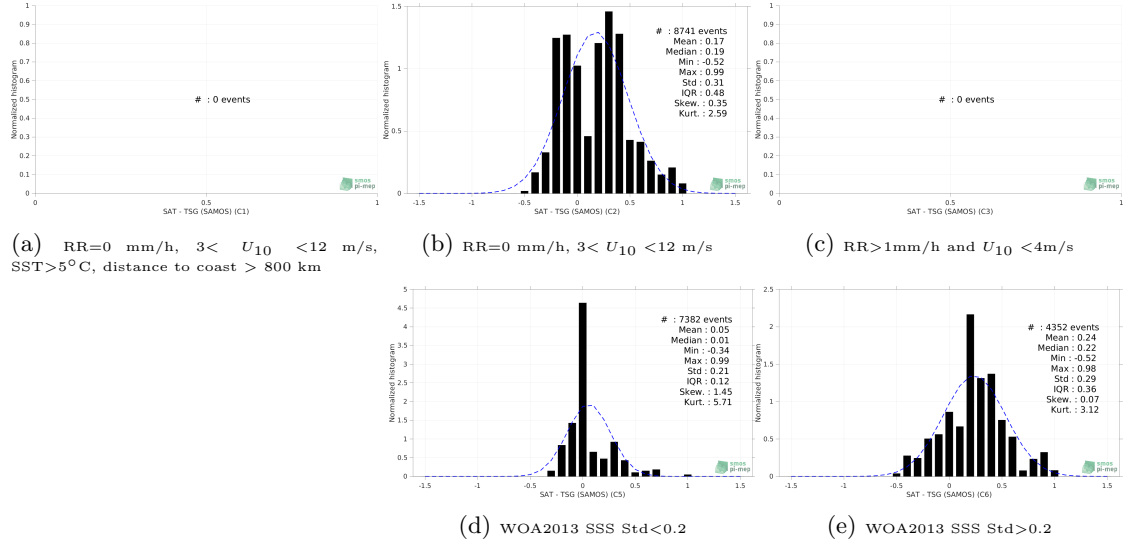 Normalized histogram
1
0.9
0.8
0.7
0.6
0.5
0.4
0.3
0.2
0.1
0
# : 0 events
0
0.5
1
SAT - TSG (SAMOS) (C1)
smos
pi-mep
(a) RR=0 mm/h, 3< U10 <12 m/s,
SST>5°C, distance to coast > 800 km
Normalized histogram
1.5
1
0.5
0
# : 8741 events
Mean : 0.17
Median : 0.19
Min : -0.52
Max : 0.99
Std : 0.31
IQR : 0.48
Skew. : 0.35
Kurt. : 2.59
-1.5
-1
-0.5
0
0.5
1
1.5
SAT - TSG (SAMOS) (C2)
smos
pi-mep
(b) RR=0 mm/h, 3< U10 <12 m/s
Normalized histogram
1
0.9
0.8
0.7
0.6
0.5
0.4
0.3
0.2
0.1
0
# : 0 events
0
0.5
1
SAT - TSG (SAMOS) (C3)
smos
pi-mep
(c) RR>1mm/h and U10 <4m/s
Normalized histogram
5
4.5
4
3.5
3
2.5
2
1.5
1
0.5
0
# : 7382 events
Mean : 0.05
Median : 0.01
Min : -0.34
Max : 0.99
Std : 0.21
IQR : 0.12
Skew. : 1.45
Kurt. : 5.71
-1.5
-1
-0.5
0
0.5
1
1.5
SAT - TSG (SAMOS) (C5)
smos
pi-mep
(d) WOA2013 SSS Std<0.2
Normalized histogram
2.5
2
1.5
1
0.5
0
# : 4352 events
Mean : 0.24
Median : 0.22
Min : -0.52
Max : 0.98
Std : 0.29
IQR : 0.36
Skew. : 0.07
Kurt. : 3.12
-1.5
-1
-0.5
0
0.5
1
1.5
SAT - TSG (SAMOS) (C6)
smos
pi-mep
(e) WOA2013 SSS Std>0.2